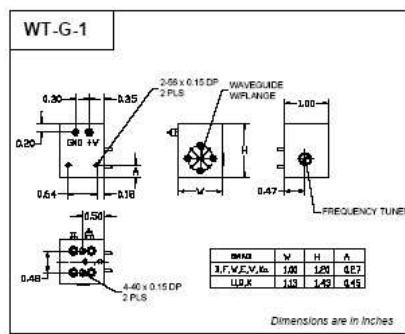 WT-G-1
2-56 x 0.15 DP
2 PLS
WAVEGUIDE
W/FLANGE
0.30
0.35
1.00
0.20
GND +V
A
H
0.64
0.18
W
0.47
FREQUENCY TUNER
0.50
0.48
4-40 x 0.15 DP
2 PLS
BAND W H A
1.00 1.20 0.27
U,Q,K 1.13 1.43 0.45
Dimensions are in Inches